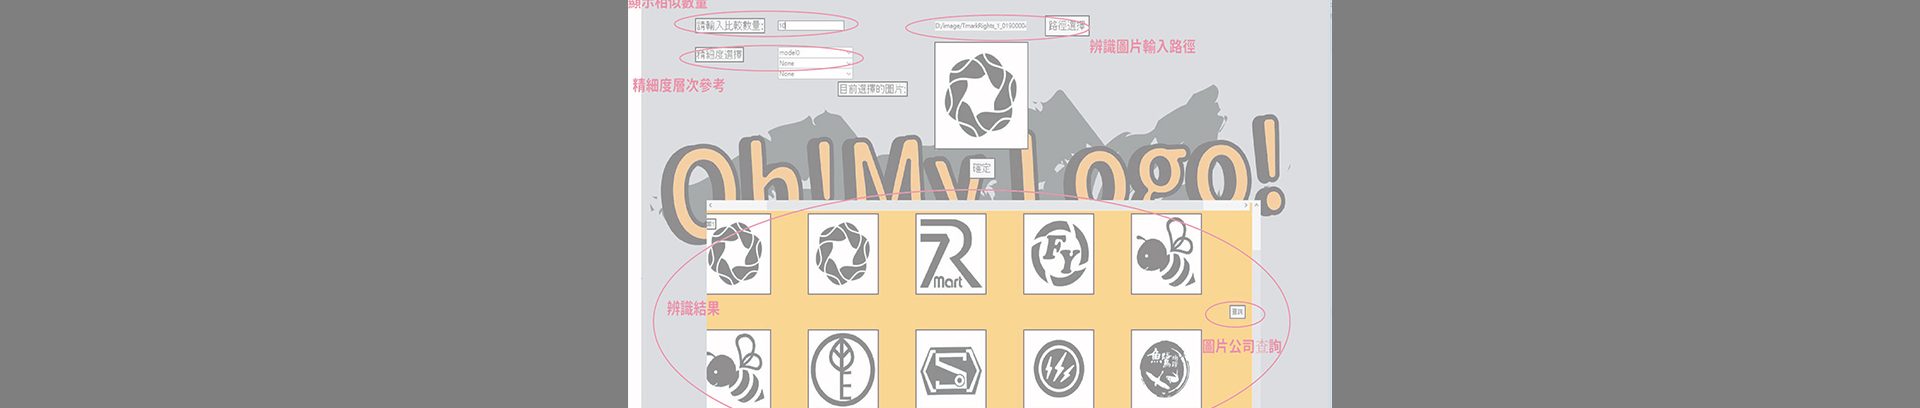 顯示相似數量
請輸入比較數量:
10
D:/image/TmarkRights_1_0190000
路徑選擇
辨識圖片輸入路徑
精細度選擇
model0
None
None
精細度層次參考
目前選擇的圖片:
Oh!My Logo!
確定
7R
Mart
FY
辨識結果
查詢
圖片公司查詢